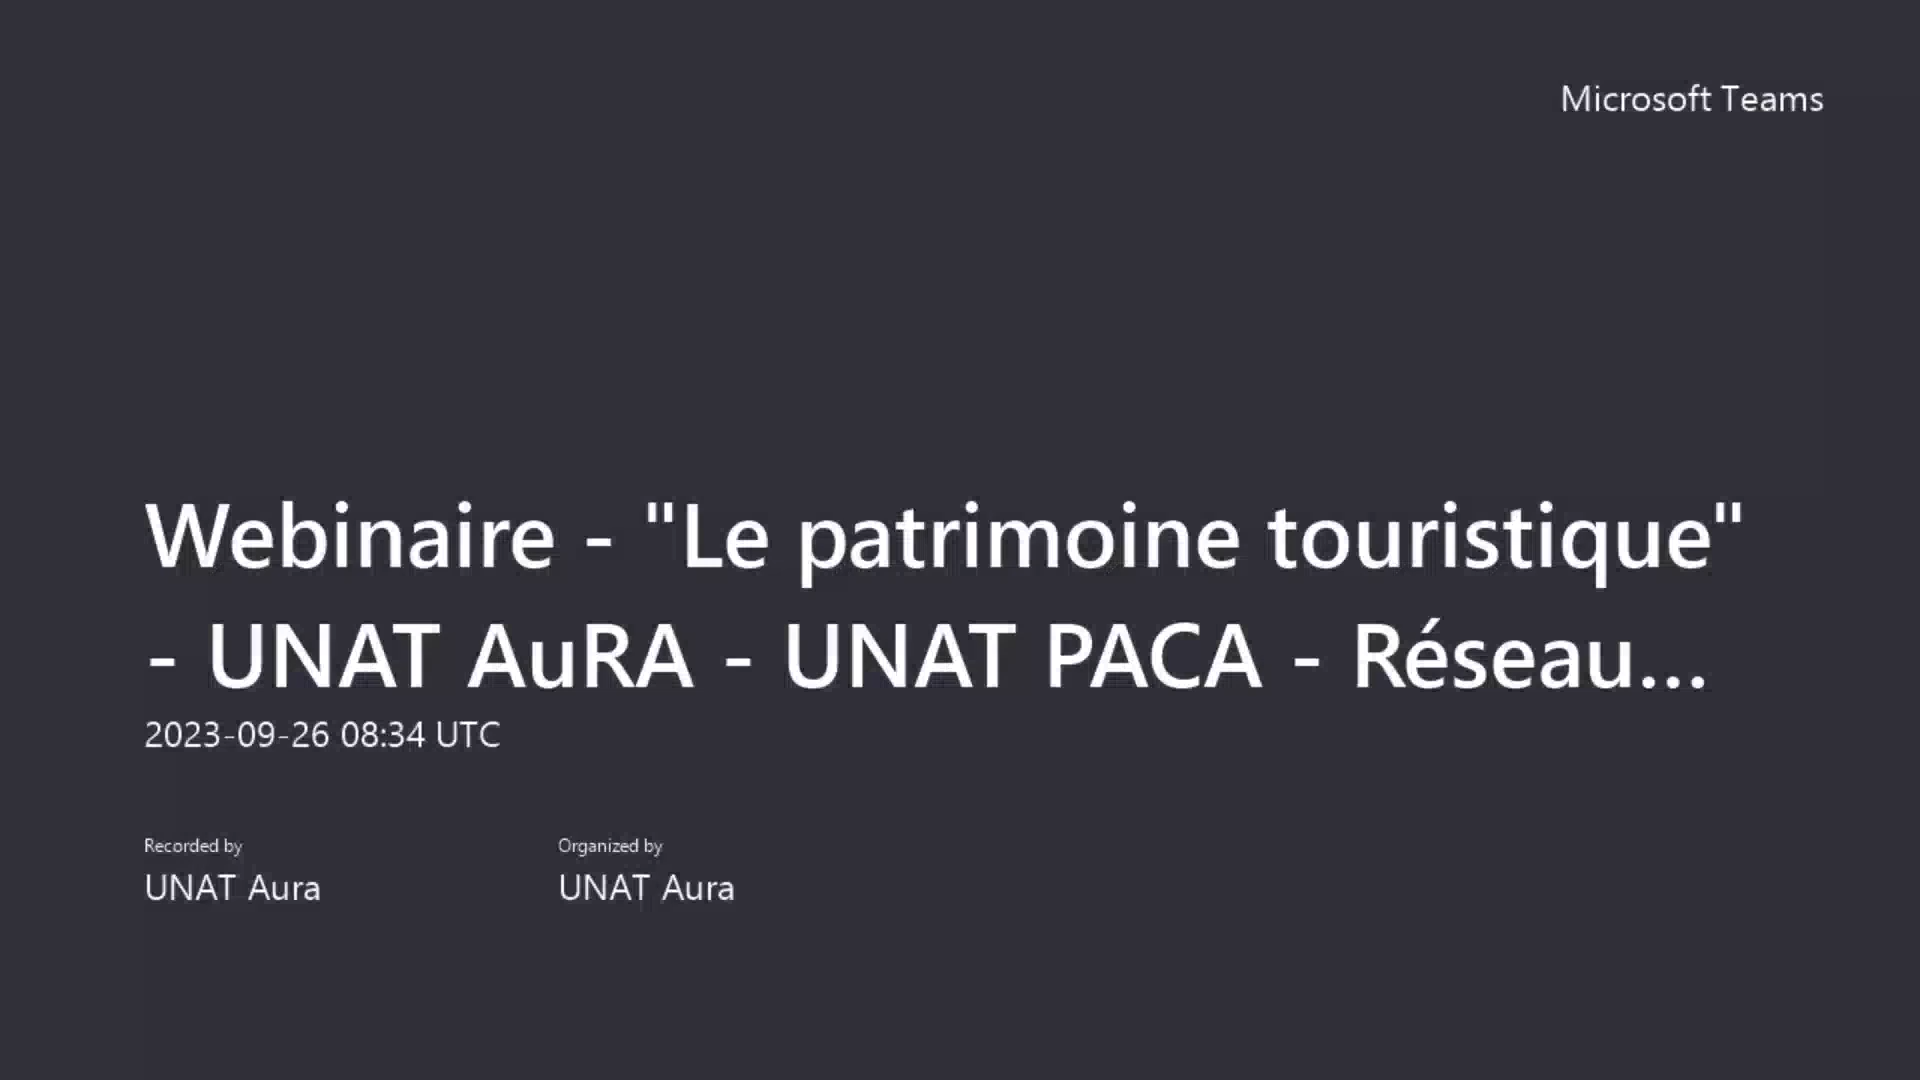 Microsoft Teams
Webinaire - "Le patrimoine touristique"
- UNAT AuRA - UNAT PACA - Réseau...
2023-09-26 08:34 UTC
Recorded by
UNAT Aura
Organized by
UNAT Aura